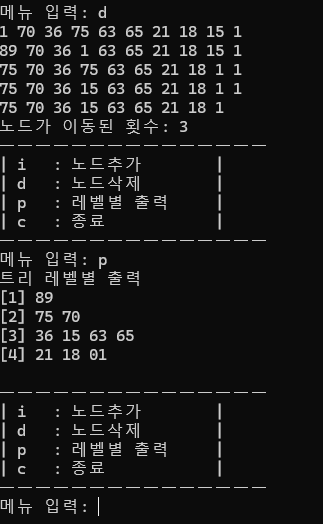 메뉴 입력: d
1 70 36 75 63 65 21 18 15 1
89 70 36 1 63 65 21 18 15 1
75 70 36 75 63 65 21 18 1 1
75 70 36 15 63 65 21 18 1 1
75 70 36 15 63 65 21 18 1
노드가 이동된 횟수: 3
| i : 노드추가 |
| d : 노드삭제 |
| p : 레벨별 출력 |
| c : 종료 |
메뉴 입력: p
트리 레벨별 출력
[1] 89
[2] 75 70
[3] 36 15 63 65
[4] 21 18 01
| i : 노드추가 |
| d : 노드삭제 |
| p : 레벨별 출력 |
| c : 종료 |
메뉴 입력: